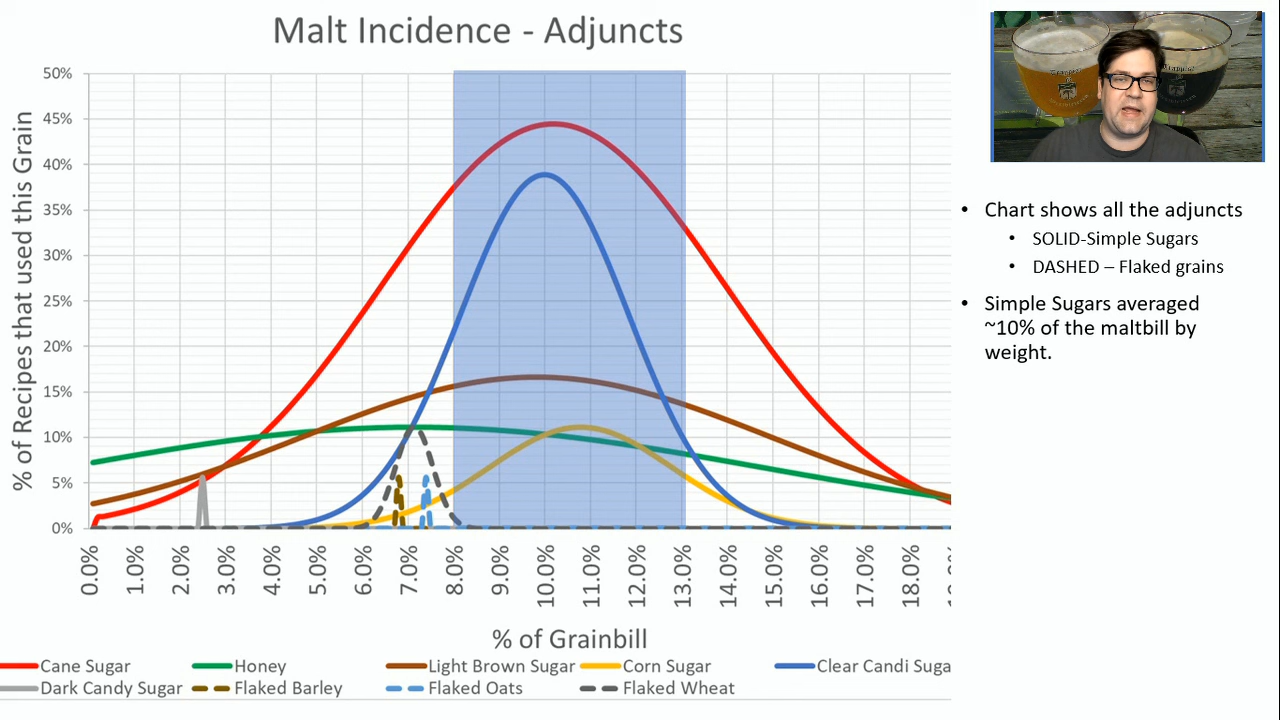 Malt Incidence - Adjuncts
% of Recipes that used this Grain
50%
45%
40%
35%
30%
25%
20%
15%
10%
5%
0%
0.0%
1.0%
2.0%
3.0%
4.0%
5.0%
6.0%
7.0%
8.0%
9.0%
10.0%
11.0%
12.0%
13.0%
14.0%
15.0%
16.0%
17.0%
18.0%
% of Grainbill
Cane Sugar Honey Light Brown Sugar Corn Sugar Clear Candi Suga
Dark Candy Sugar Flaked Barley Flaked Oats Flaked Wheat
• Chart shows all the adjuncts
• SOLID-Simple Sugars
• DASHED – Flaked grains
• Simple Sugars averaged
~10% of the maltbill by
weight.